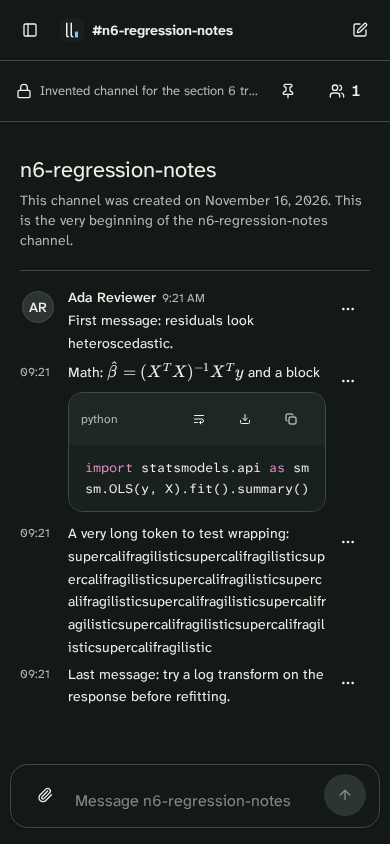 #n6-regression-notes
Invented channel for the section 6 tr...
1
n6-regression-notes
This channel was created on November 16, 2026. This
is the very beginning of the n6-regression-notes
channel.
AR
Ada Reviewer 9:21 AM
First message: residuals look
heteroscedastic.
09:21
Math: β̂ = (XᵀX)⁻¹Xᵀy and a block
python
import statsmodels.api as sm
sm.OLS(y, X).fit().summary()
09:21
A very long token to test wrapping:
supercalifragilisticsupercalifragilisticsup
ercalifragilisticsupercalifragilisticsuperc
alifragilisticsupercalifragilisticsupercalifr
agilisticsupercalifragilisticsupercalifragil
isticsupercalifragilistic
09:21
Last message: try a log transform on the
response before refitting.
Message n6-regression-notes